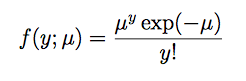 f(y; μ) = μ^y exp(−μ) / y!